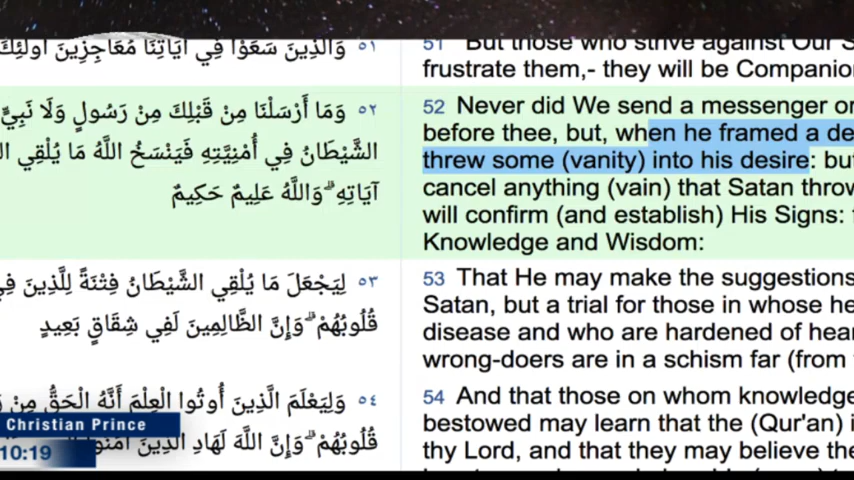 ٥١ وَالَّذِينَ سَعَوْا فِي آيَاتِنَا مُعَاجِزِينَ أُولَٰئِكَ
٥٢ وَمَا أَرْسَلْنَا مِنْ قَبْلِكَ مِنْ رَسُولٍ وَلَا نَبِيٍّ
الشَّيْطَانُ فِي أُمْنِيَّتِهِ فَيَنْسَخُ اللَّهُ مَا يُلْقِي
آيَاتِهِ ۗ وَاللَّهُ عَلِيمٌ حَكِيمٌ
٥٣ لِيَجْعَلَ مَا يُلْقِي الشَّيْطَانُ فِتْنَةً لِلَّذِينَ فِي
قُلُوبُهُمْ ۗ وَإِنَّ الظَّالِمِينَ لَفِي شِقَاقٍ بَعِيدٍ
٥٤ وَلِيَعْلَمَ الَّذِينَ أُوتُوا الْعِلْمَ أَنَّهُ الْحَقُّ مِنْ
قُلُوبُهُمْ ۗ وَإِنَّ اللَّهَ لَهَادِ الَّذِينَ آمَنُوا
51 But those who strive against Our S
frustrate them,- they will be Companio
52 Never did We send a messenger or
before thee, but, when he framed a de
threw some (vanity) into his desire: but
cancel anything (vain) that Satan throw
will confirm (and establish) His Signs: f
Knowledge and Wisdom:
53 That He may make the suggestions
Satan, but a trial for those in whose he
disease and who are hardened of hear
wrong-doers are in a schism far (from
54 And that those on whom knowledge
bestowed may learn that the (Qur'an) i
thy Lord, and that they may believe the
Christian Prince
10:19